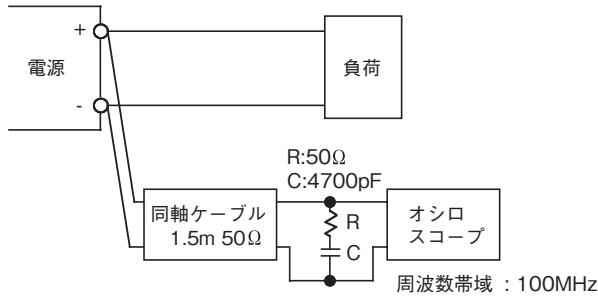 +
電源
-
負荷
R:50Ω
C:4700pF
同軸ケーブル
1.5m 50Ω
R
C
オシロ
スコープ
周波数帯域 : 100MHz